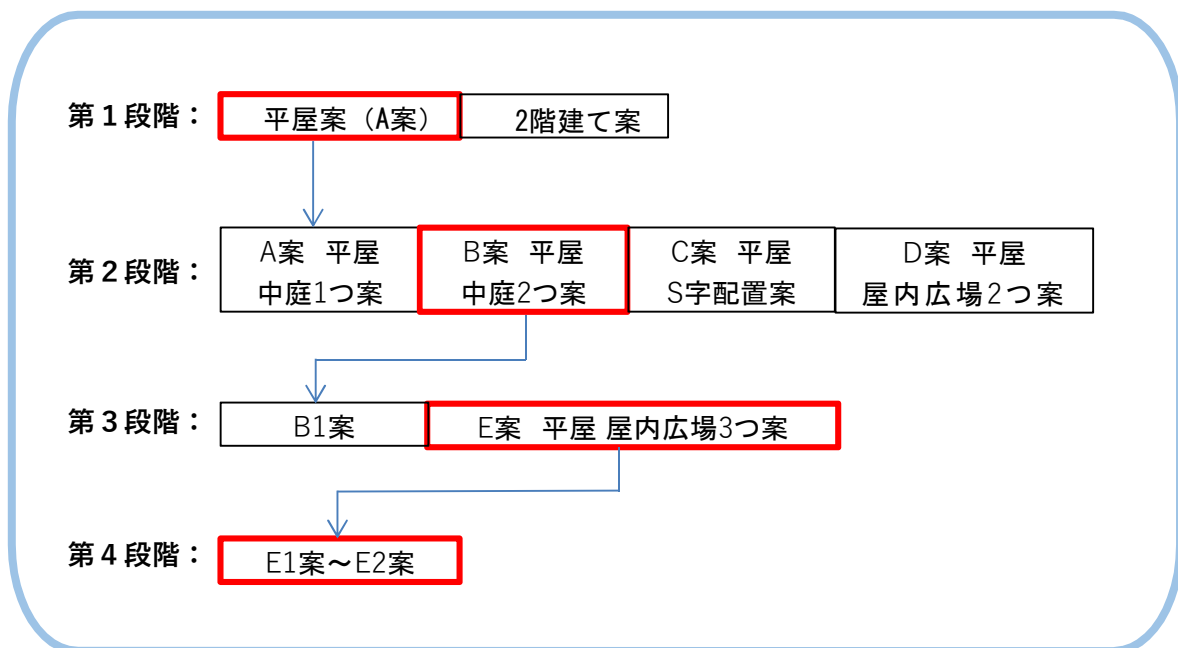 第１段階： 平屋案（A案） 2階建て案
第２段階： A案 平屋 B案 平屋 C案 平屋 D案 平屋
中庭1つ案 中庭2つ案 S字配置案 屋内広場2つ案
第３段階： B1案 E案 平屋 屋内広場3つ案
第４段階： E1案～E2案